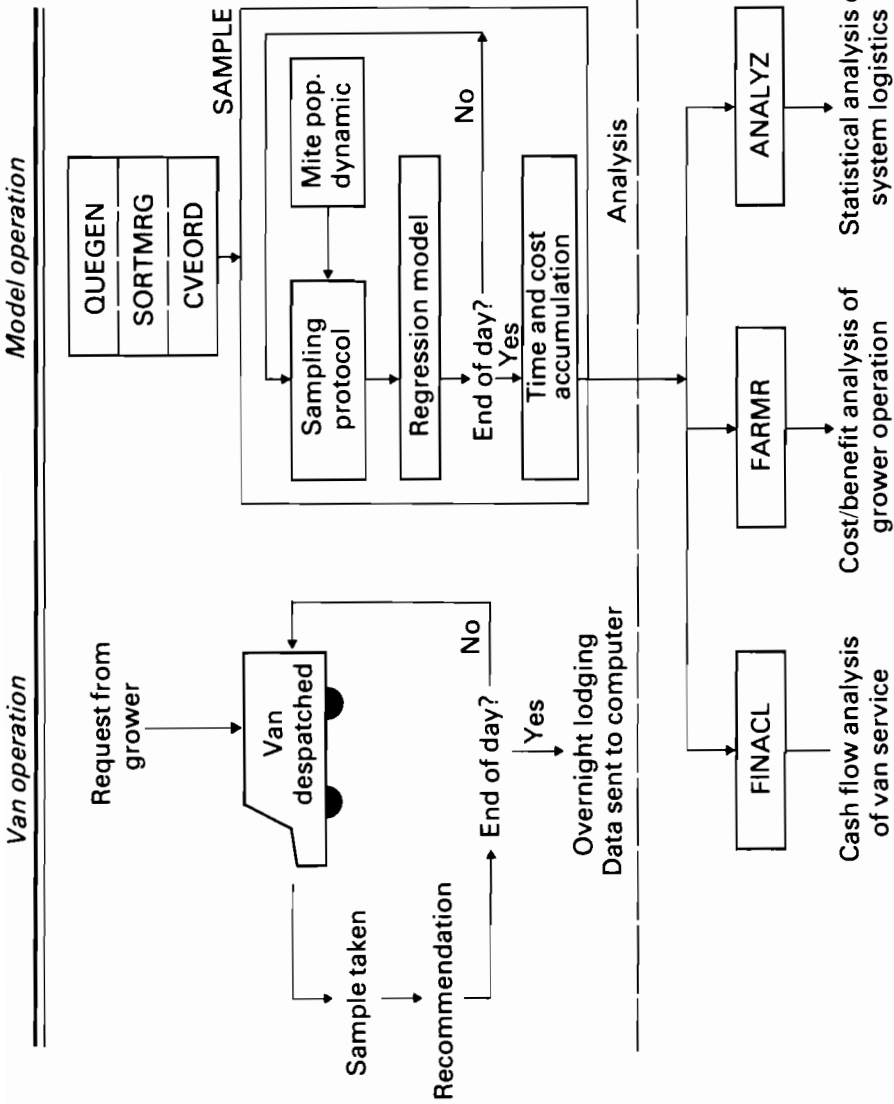 Van operation
Model operation
Request from
grower
Van
despatched
Sample taken
Recommendation
End of day?
No
Yes
Overnight lodging
Data sent to computer
QUEGEN
SORTMRG
CVEORD
SAMPLE
Sampling
protocol
Mite pop.
dynamic
Regression model
End of day?
No
Yes
Time and cost
accumulation
Analysis
FINACL
FARMR
ANALYZ
Cash flow analysis
of van service
Cost/benefit analysis of
grower operation
Statistical analysis
system logistics